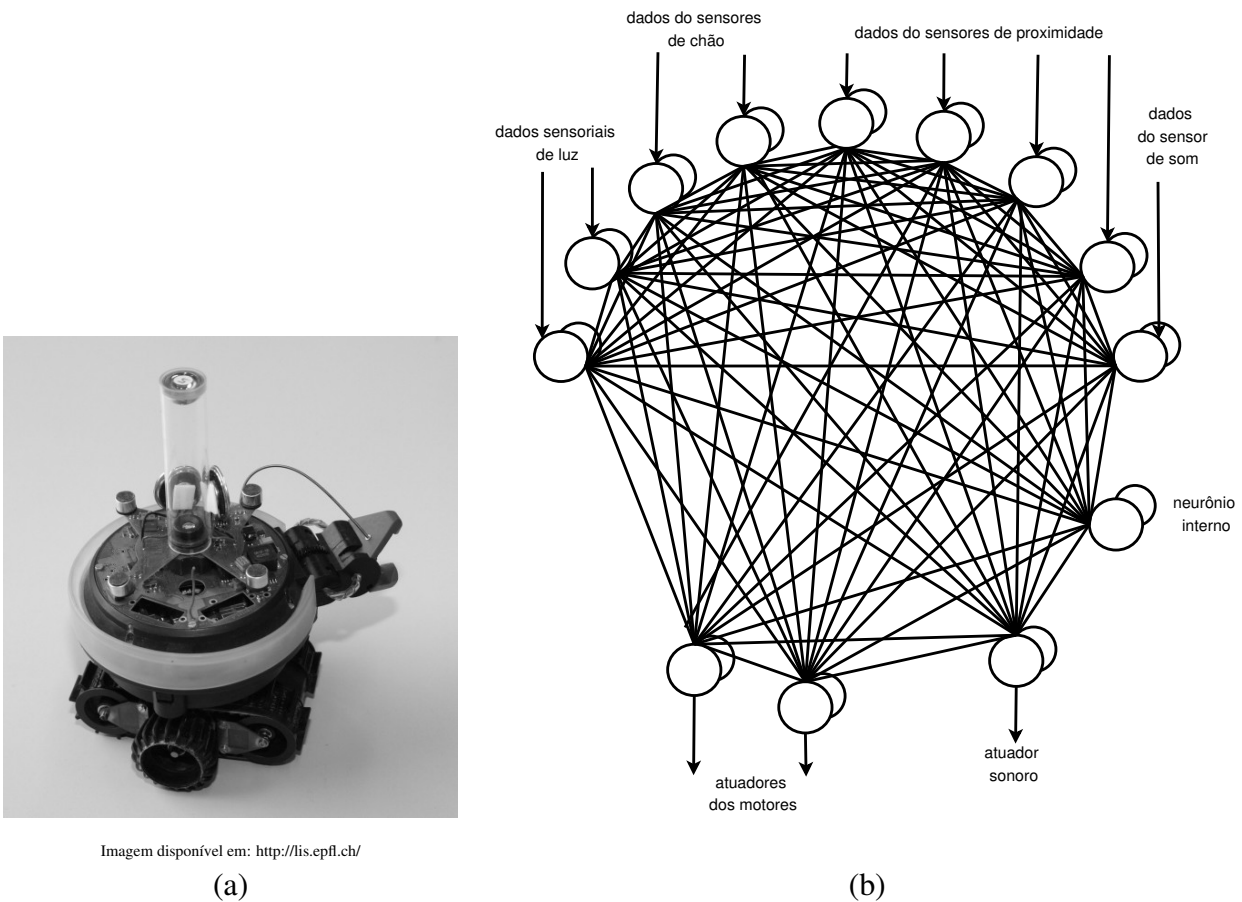 dados do sensores
de chão
dados do sensores de proximidade
dados sensoriais
de luz
dados
do sensor
de som
neurônio
interno
atuador
sonoro
atuadores
dos motores
Imagem disponível em: http://lis.epfl.ch/
(a)
(b)